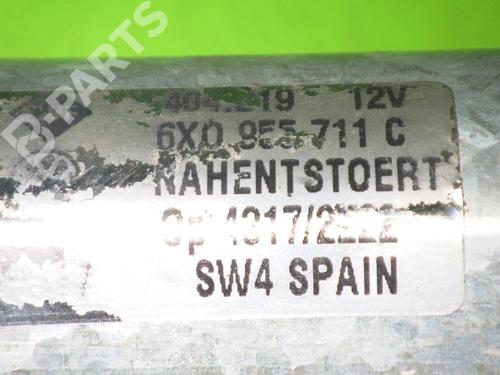 B-PARTS
404.219 12V
6X0 955 711 C
NAHENTSTOERT
SW4 SPAIN